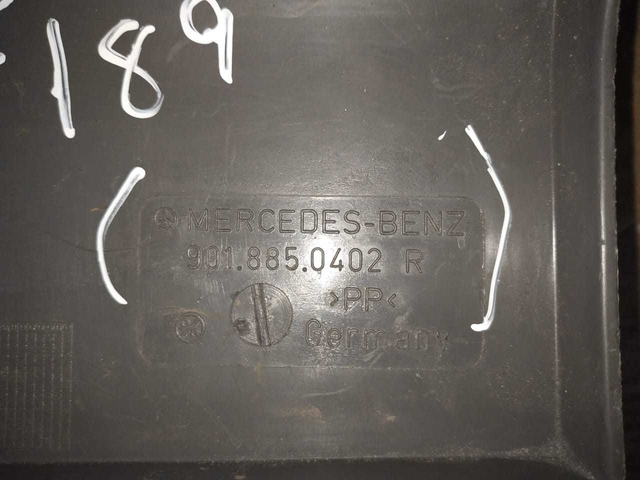 189
MERCEDES-BENZ
901.885.0402 R
>PP<
Germany